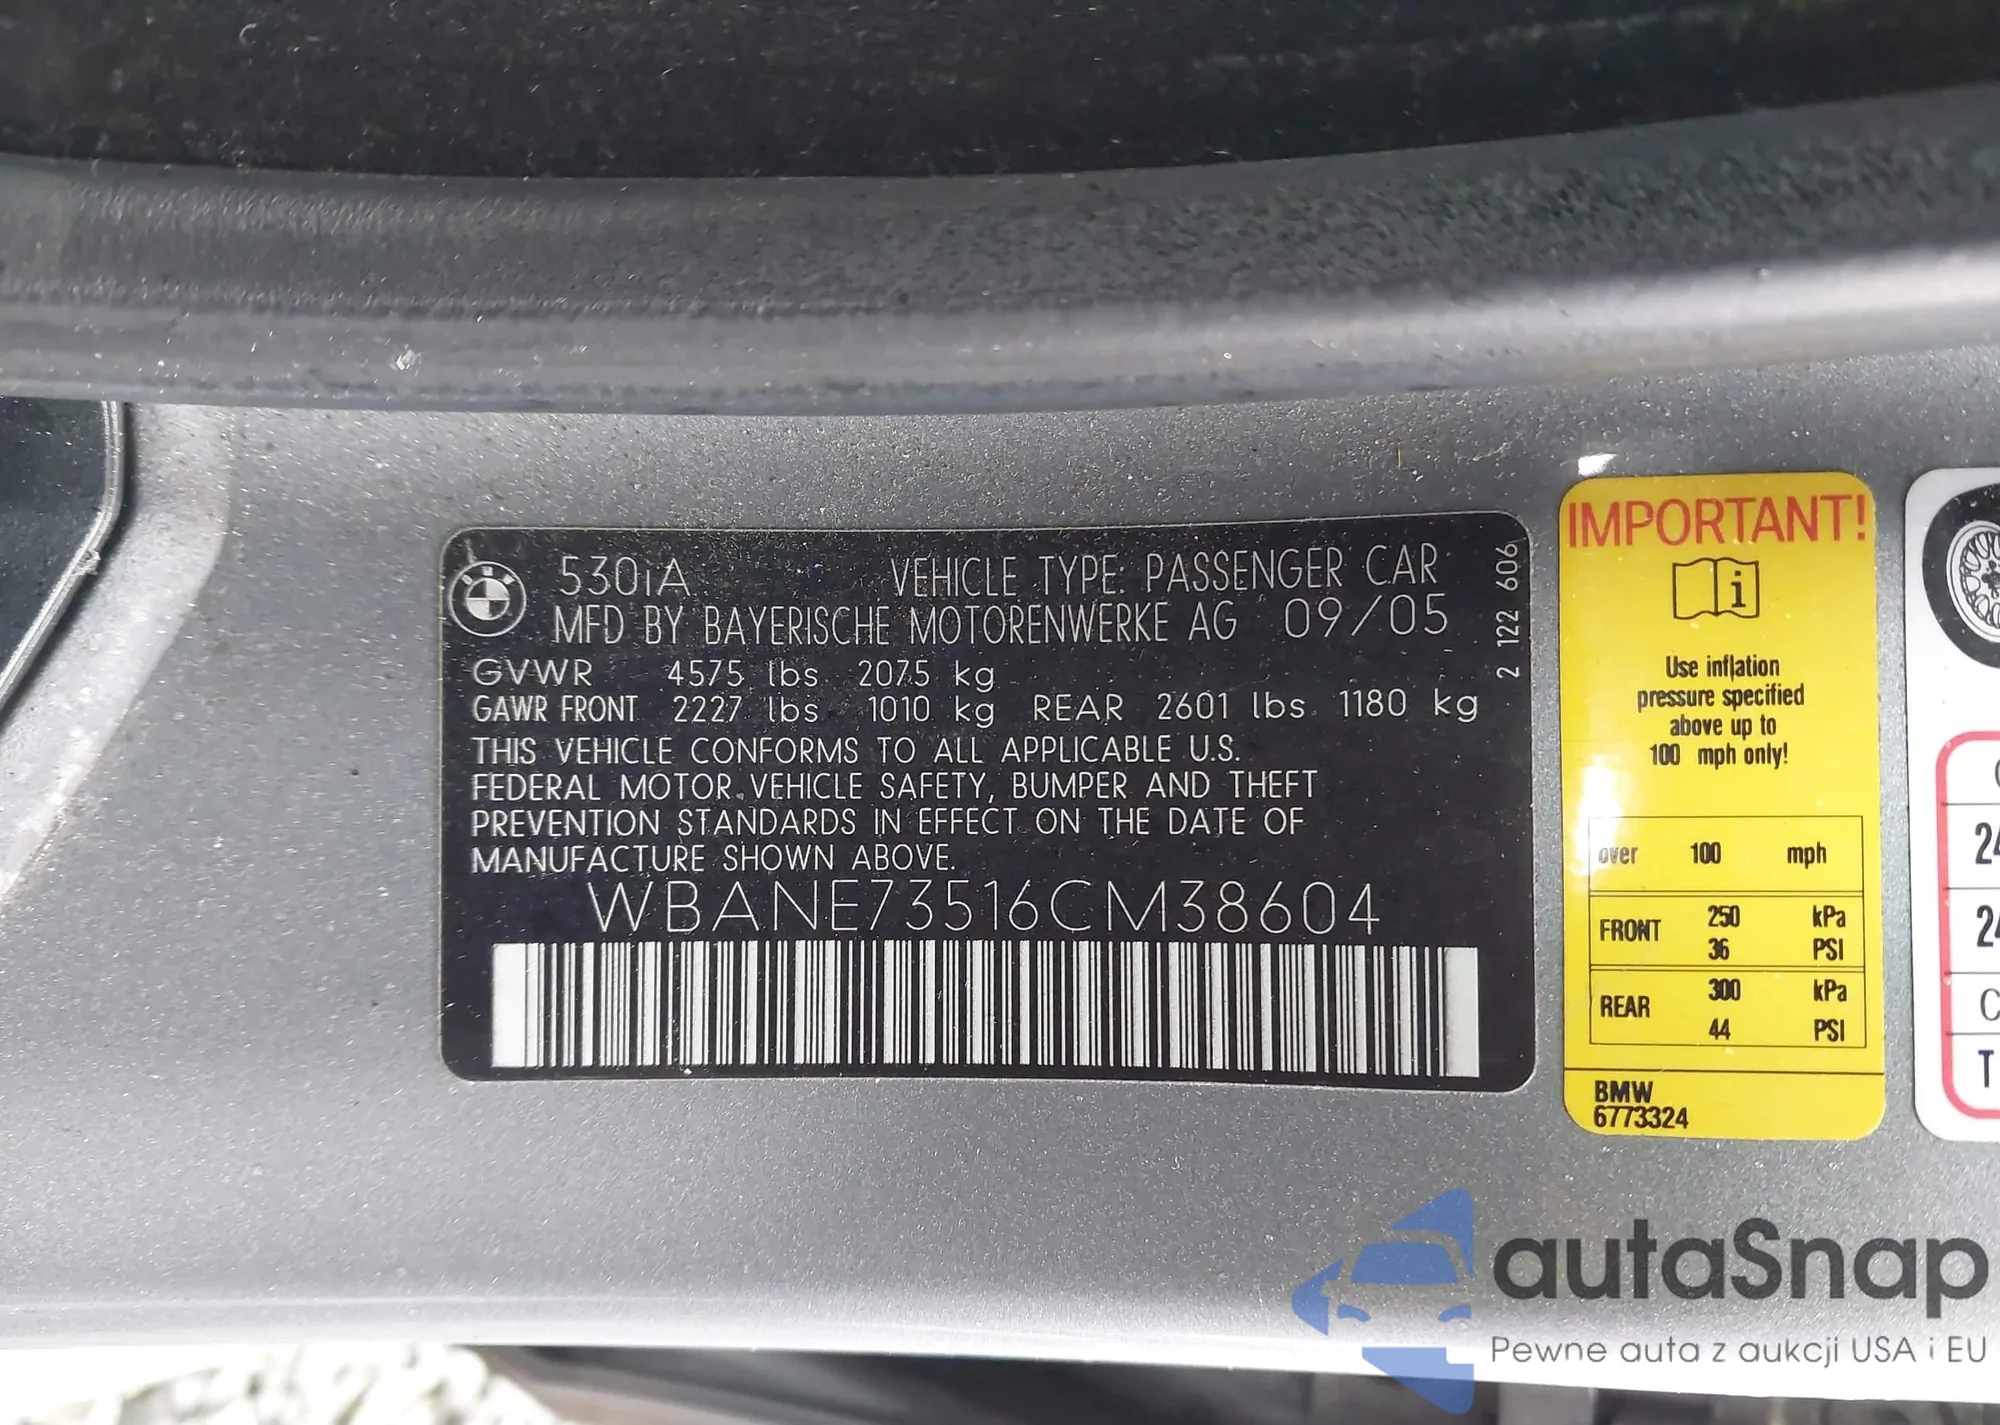 530iA VEHICLE TYPE: PASSENGER CAR
MFD BY BAYERISCHE MOTORENWERKE AG 09/05
GVWR 4575 lbs 2075 kg
GAWR FRONT 2227 lbs 1010 kg REAR 2601 lbs 1180 kg
THIS VEHICLE CONFORMS TO ALL APPLICABLE U.S.
FEDERAL MOTOR VEHICLE SAFETY, BUMPER AND THEFT
PREVENTION STANDARDS IN EFFECT ON THE DATE OF
MANUFACTURE SHOWN ABOVE.
WBANE73516CM38604
2 122 606
IMPORTANT!
i
Use inflation
pressure specified
above up to
100 mph only!
over 100 mph
FRONT 250 kPa
36 PSI
REAR 300 kPa
44 PSI
BMW
6773324
24
24
C
T
autaSnap
Pewne auta z aukcji USA i EU